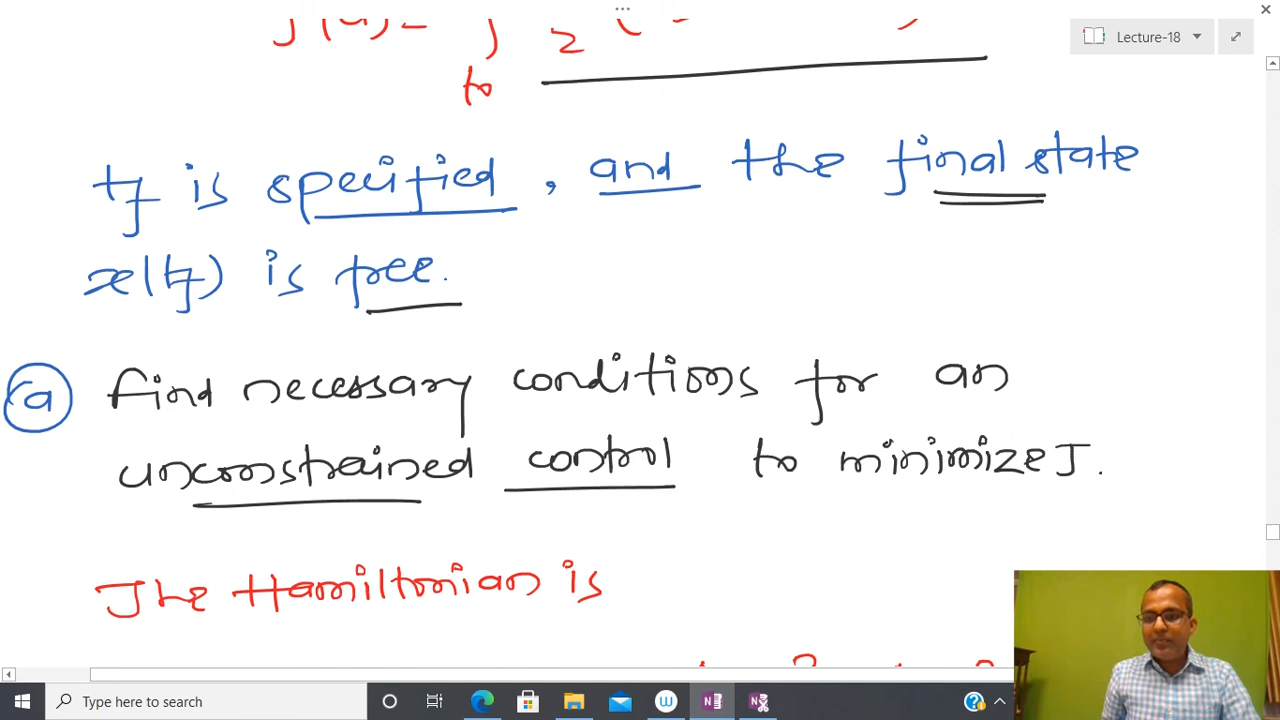 Lecture-18
to
tf is specified, and the final state
x(tf) is free.
(a) Find necessary conditions for an
unconstrained control to minimize J.
The Hamiltonian is
Type here to search